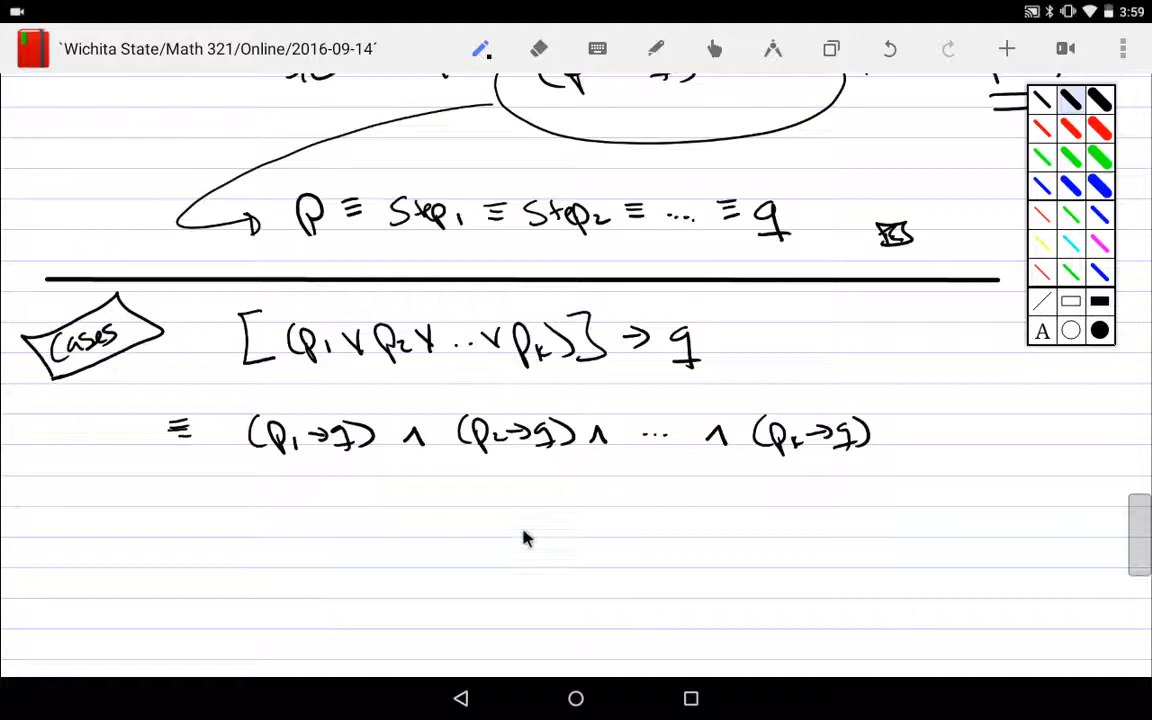 3:59
`Wichita State/Math 321/Online/2016-09-14´
p ≡ Step₁ ≡ Step₂ ≡ .... ≡ q
Cases [(p₁ ∨ p₂ ∨ ... ∨ pₖ)] → q
≡ (p₁→q) ∧ (p₂→q) ∧ ... ∧ (pₖ→q)
A